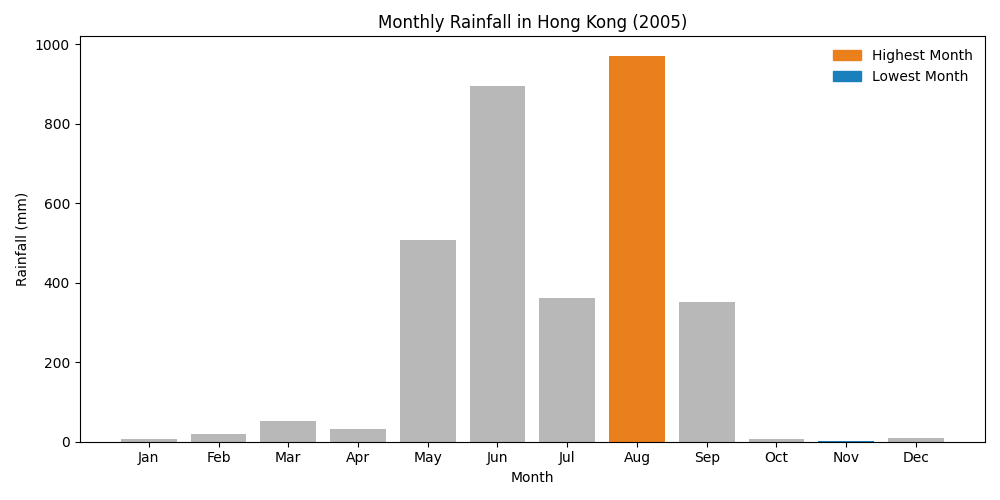 Monthly Rainfall in Hong Kong (2005)
Highest Month
Lowest Month
Rainfall (mm)
1000
800
600
400
200
0
Jan Feb Mar Apr May Jun Jul Aug Sep Oct Nov Dec
Month